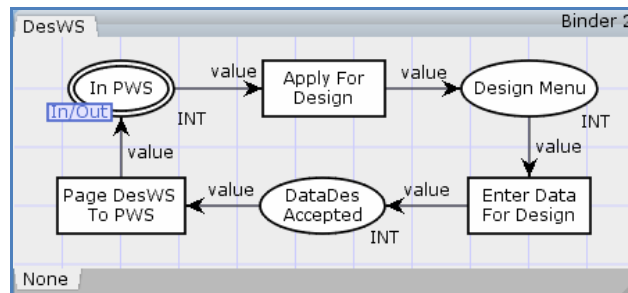 DesWS
Binder 2
value
value
In PWS
Apply For
Design
Design Menu
In/Out
INT
INT
value
value
value
value
Page DesWS
To PWS
DataDes
Accepted
Enter Data
For Design
INT
None